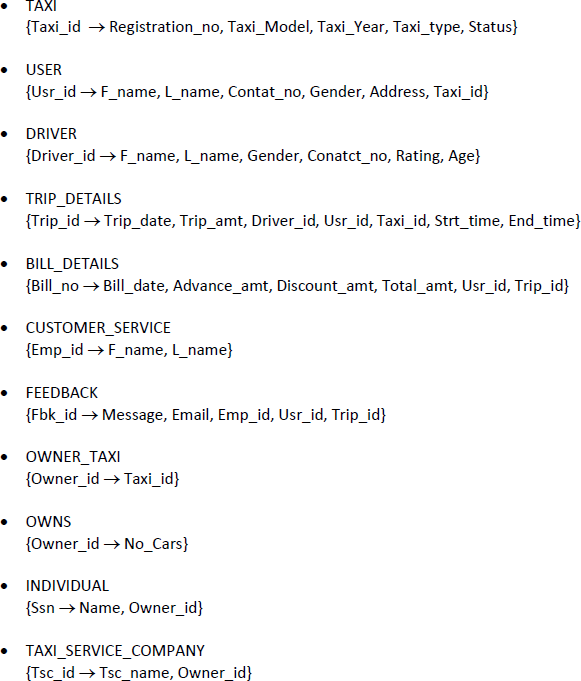 • TAXI
{Taxi_id → Registration_no, Taxi_Model, Taxi_Year, Taxi_type, Status}
• USER
{Usr_id → F_name, L_name, Contat_no, Gender, Address, Taxi_id}
• DRIVER
{Driver_id → F_name, L_name, Gender, Conatct_no, Rating, Age}
• TRIP_DETAILS
{Trip_id → Trip_date, Trip_amt, Driver_id, Usr_id, Taxi_id, Strt_time, End_time}
• BILL_DETAILS
{Bill_no → Bill_date, Advance_amt, Discount_amt, Total_amt, Usr_id, Trip_id}
• CUSTOMER_SERVICE
{Emp_id → F_name, L_name}
• FEEDBACK
{Fbk_id → Message, Email, Emp_id, Usr_id, Trip_id}
• OWNER_TAXI
{Owner_id → Taxi_id}
• OWNS
{Owner_id → No_Cars}
• INDIVIDUAL
{Ssn → Name, Owner_id}
• TAXI_SERVICE_COMPANY
{Tsc_id → Tsc_name, Owner_id}